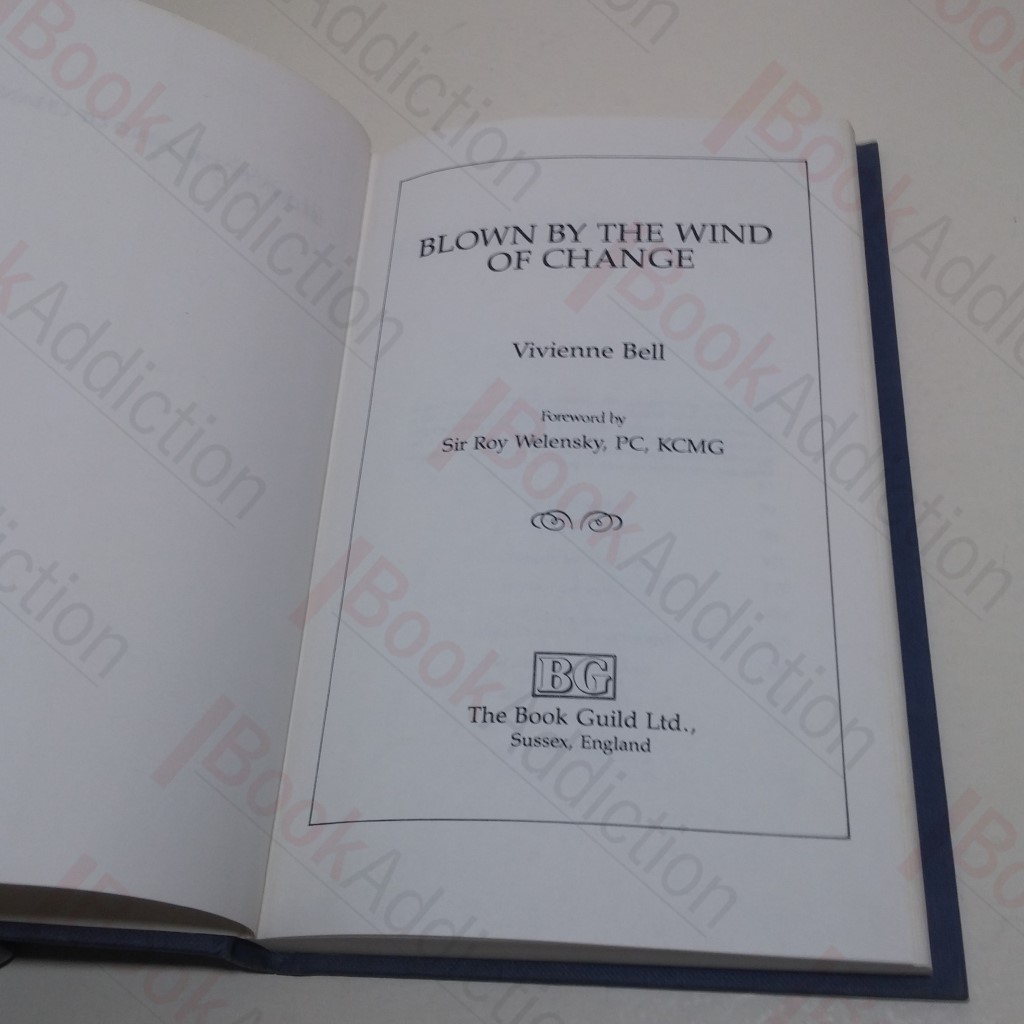 BLOWN BY THE WIND
OF CHANGE
Vivienne Bell
Foreword by
Sir Roy Welensky, PC, KCMG
BG
The Book Guild Ltd.,
Sussex, England
BookAddiction